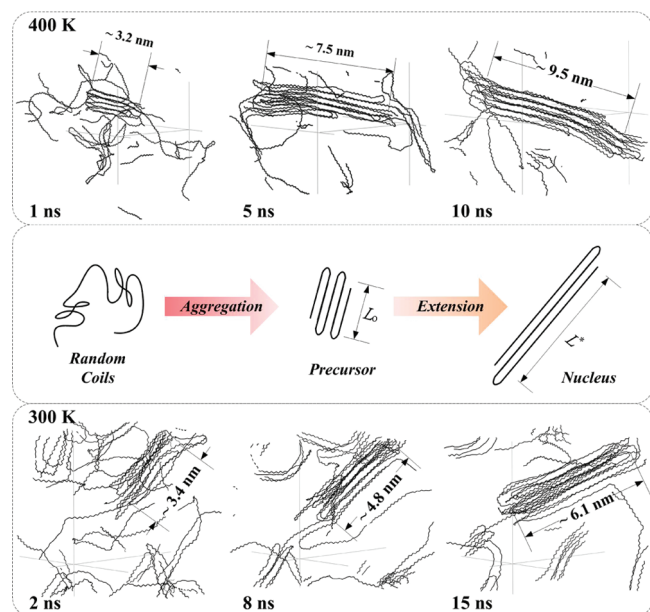 400 K
~ 3.2 nm
~ 7.5 nm
~ 9.5 nm
1 ns
5 ns
10 ns
Aggregation
Extension
L₀
L*
Random
Coils
Precursor
Nucleus
300 K
~ 3.4 nm
~ 4.8 nm
~ 6.1 nm
2 ns
8 ns
15 ns